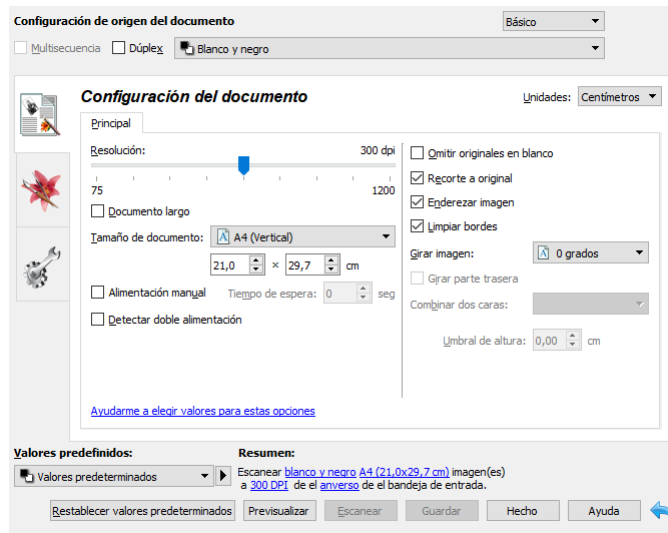 Configuración de origen del documento
Básico
Multisecuencia Dúplex Blanco y negro
Configuración del documento
Unidades: Centímetros
Principal
Resolución: 300 dpi
75 1200
Documento largo
Tamaño de documento: A4 (Vertical)
21,0 × 29,7 cm
Alimentación manual Tiempo de espera: 0 seg
Detectar doble alimentación
Omitir originales en blanco
Recorte a original
Enderezar imagen
Limpiar bordes
Girar imagen: 0 grados
Girar parte trasera
Combinar dos caras:
Umbral de altura: 0,00 cm
Ayudarme a elegir valores para estas opciones
Valores predefinidos:
Valores predeterminados
Resumen:
Escanear blanco y negro A4 (21,0x29,7 cm) imagen(es)
a 300 DPI de el anverso de el bandeja de entrada.
Restablecer valores predeterminados Previsualizar Escanear Guardar Hecho Ayuda